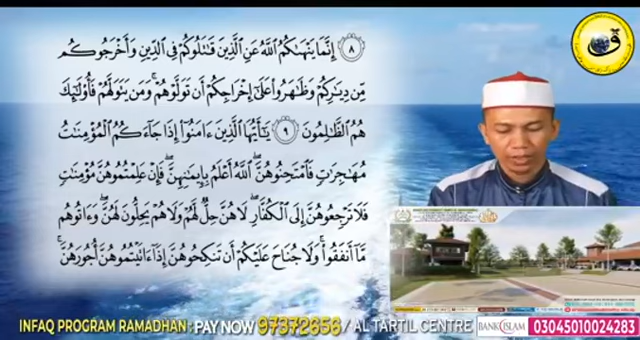 ۝٨ إِنَّمَا يَنْهَىٰكُمُ ٱللَّهُ عَنِ ٱلَّذِينَ قَٰتَلُوكُمْ فِى ٱلدِّينِ وَأَخْرَجُوكُم
مِّن دِيَٰرِكُمْ وَظَٰهَرُوا۟ عَلَىٰٓ إِخْرَاجِكُمْ أَن تَوَلَّوْهُمْ ۚ وَمَن يَتَوَلَّهُمْ فَأُو۟لَٰٓئِكَ
هُمُ ٱلظَّٰلِمُونَ ۝٩ يَٰٓأَيُّهَا ٱلَّذِينَ ءَامَنُوٓا۟ إِذَا جَآءَكُمُ ٱلْمُؤْمِنَٰتُ
مُهَٰجِرَٰتٍ فَٱمْتَحِنُوهُنَّ ۖ ٱللَّهُ أَعْلَمُ بِإِيمَٰنِهِنَّ ۖ فَإِنْ عَلِمْتُمُوهُنَّ مُؤْمِنَٰتٍ
فَلَا تَرْجِعُوهُنَّ إِلَى ٱلْكُفَّارِ ۖ لَا هُنَّ حِلٌّ لَّهُمْ وَلَا هُمْ يَحِلُّونَ لَهُنَّ ۖ وَءَاتُوهُم
مَّآ أَنفَقُوا۟ ۚ وَلَا جُنَاحَ عَلَيْكُمْ أَن تَنكِحُوهُنَّ إِذَآ ءَاتَيْتُمُوهُنَّ أُجُورَهُنَّ ۚ
INFAQ PROGRAM RAMADHAN : PAY NOW 97372656 / AL TARTIL CENTRE BANK ISLAM 03045010024283